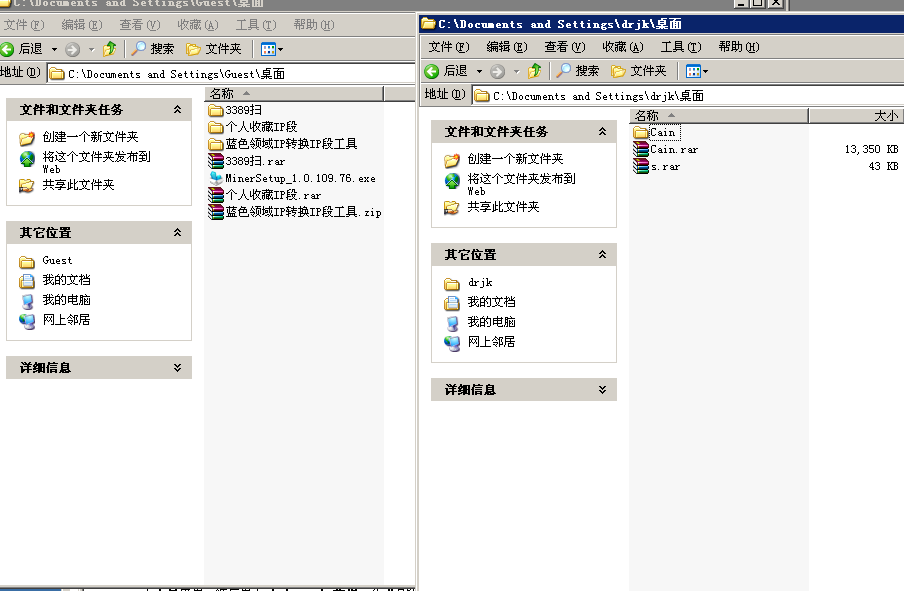 C:\Documents and Settings\Guest\桌面
文件(F) 编辑(E) 查看(V) 收藏(A) 工具(T) 帮助(H)
后退 搜索 文件夹
地址(D) C:\Documents and Settings\Guest\桌面
文件和文件夹任务
创建一个新文件夹
将这个文件夹发布到
Web
共享此文件夹
其它位置
Guest
我的文档
我的电脑
网上邻居
详细信息
名称
3389扫
个人收藏IP段
蓝色领域IP转换IP段工具
3389扫.rar
MinerSetup_1.0.109.76.exe
个人收藏IP段.rar
蓝色领域IP转换IP段工具.zip
C:\Documents and Settings\drjk\桌面
文件(F) 编辑(E) 查看(V) 收藏(A) 工具(T) 帮助(H)
后退 搜索 文件夹
地址(D) C:\Documents and Settings\drjk\桌面
文件和文件夹任务
创建一个新文件夹
将这个文件夹发布到
Web
共享此文件夹
其它位置
drjk
我的文档
我的电脑
网上邻居
详细信息
名称 大小
Cain
Cain.rar 13,350 KB
s.rar 43 KB